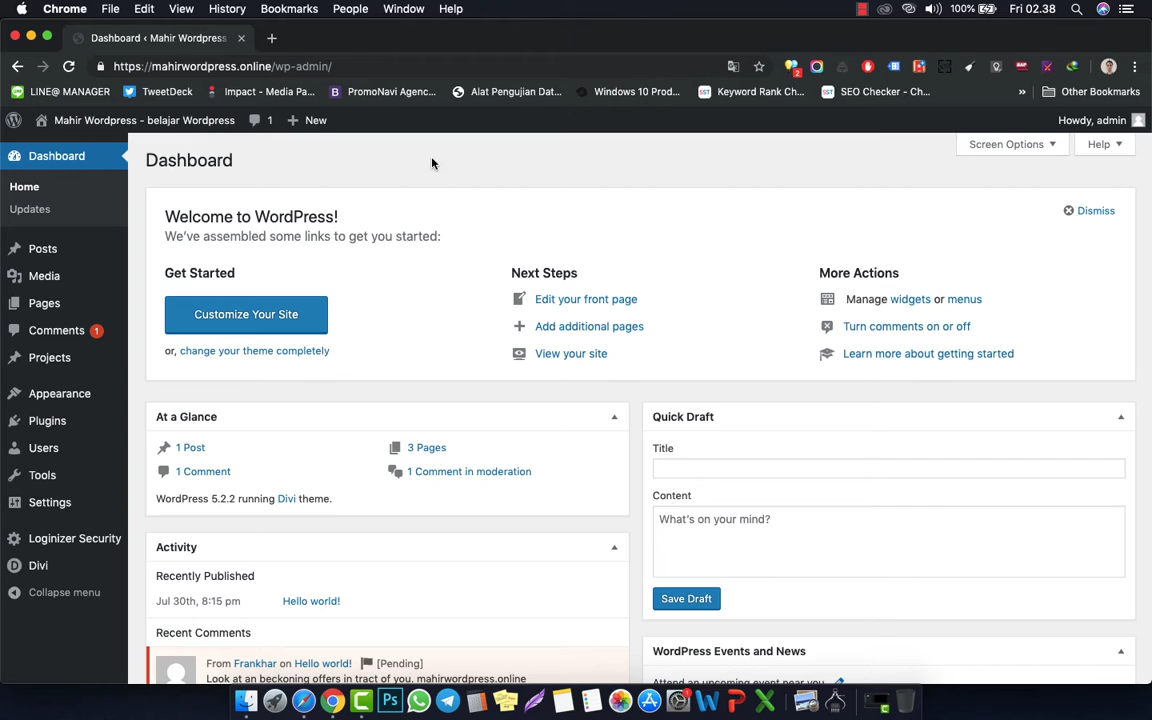 Chrome File Edit View History Bookmarks People Window Help 100% Fri 02.38
Dashboard ‹ Mahir Wordpress
https://mahirwordpress.online/wp-admin/
LINE@ MANAGER TweetDeck Impact - Media Pa... PromoNavi Agenc... Alat Pengujian Dat... Windows 10 Prod... Keyword Rank Ch... SEO Checker - Ch... » Other Bookmarks
Mahir Wordpress - belajar Wordpress 1 New Howdy, admin
Dashboard
Home
Updates
Posts
Media
Pages
Comments 1
Projects
Appearance
Plugins
Users
Tools
Settings
Loginizer Security
Divi
Collapse menu
Screen Options Help
Dashboard
Welcome to WordPress!
Dismiss
We've assembled some links to get you started:
Get Started
Customize Your Site
or, change your theme completely
Next Steps
Edit your front page
Add additional pages
View your site
More Actions
Manage widgets or menus
Turn comments on or off
Learn more about getting started
At a Glance
1 Post 3 Pages
1 Comment 1 Comment in moderation
WordPress 5.2.2 running Divi theme.
Activity
Recently Published
Jul 30th, 8:15 pm Hello world!
Recent Comments
From Frankhar on Hello world! [Pending]
Look at an beckoning offers in tract of you. mahirwordpress.online
Quick Draft
Title
Content
What's on your mind?
Save Draft
WordPress Events and News
Attend an upcoming event near you.